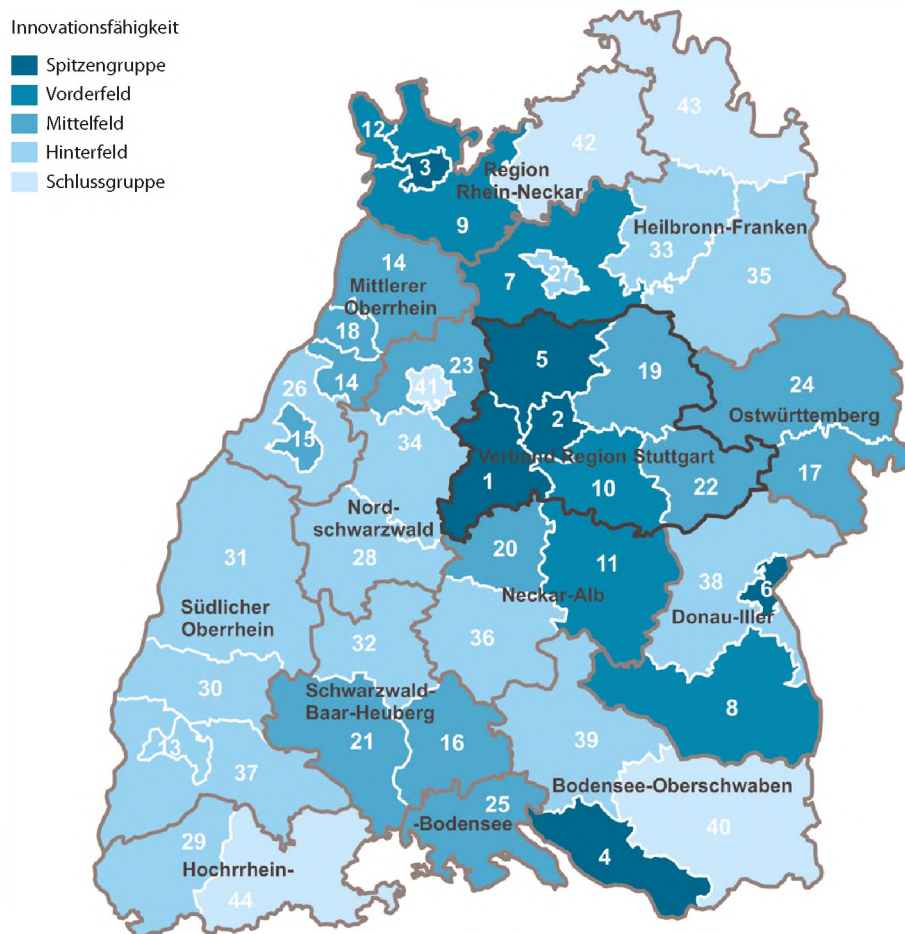 Innovationsfähigkeit
Spitzengruppe
Vorderfeld
Mittelfeld
Hinterfeld
Schlussgruppe
43
42
12
3
Region
Rhein-Neckar
9
Heilbronn-Franken
33
35
14
7
27
Mittlerer
Oberrhein
18
5
23
19
26
14
41
24
Ostwürttemberg
15
34
2
Verband Region Stuttgart
17
1
10
22
Nord-
schwarzwald
20
11
31
28
38
6
Neckar-Alb
Donau-Iller
Südlicher
Oberrhein
32
36
30
Schwarzwald-
Baar-Heuberg
8
13
21
16
39
37
Bodensee-Oberschwaben
25
-Bodensee
40
29
4
Hochrrhein-
44